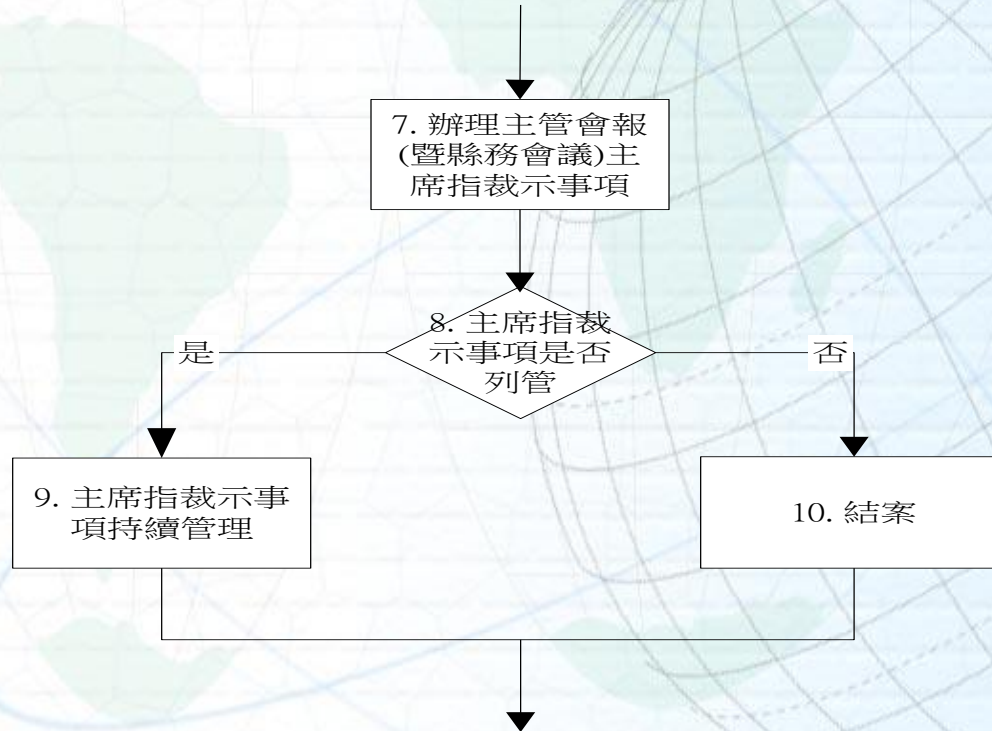 7. 辦理主管會報
(暨縣務會議)主
席指裁示事項
8. 主席指裁
示事項是否
列管
是
否
9. 主席指裁示事
項持續管理
10. 結案